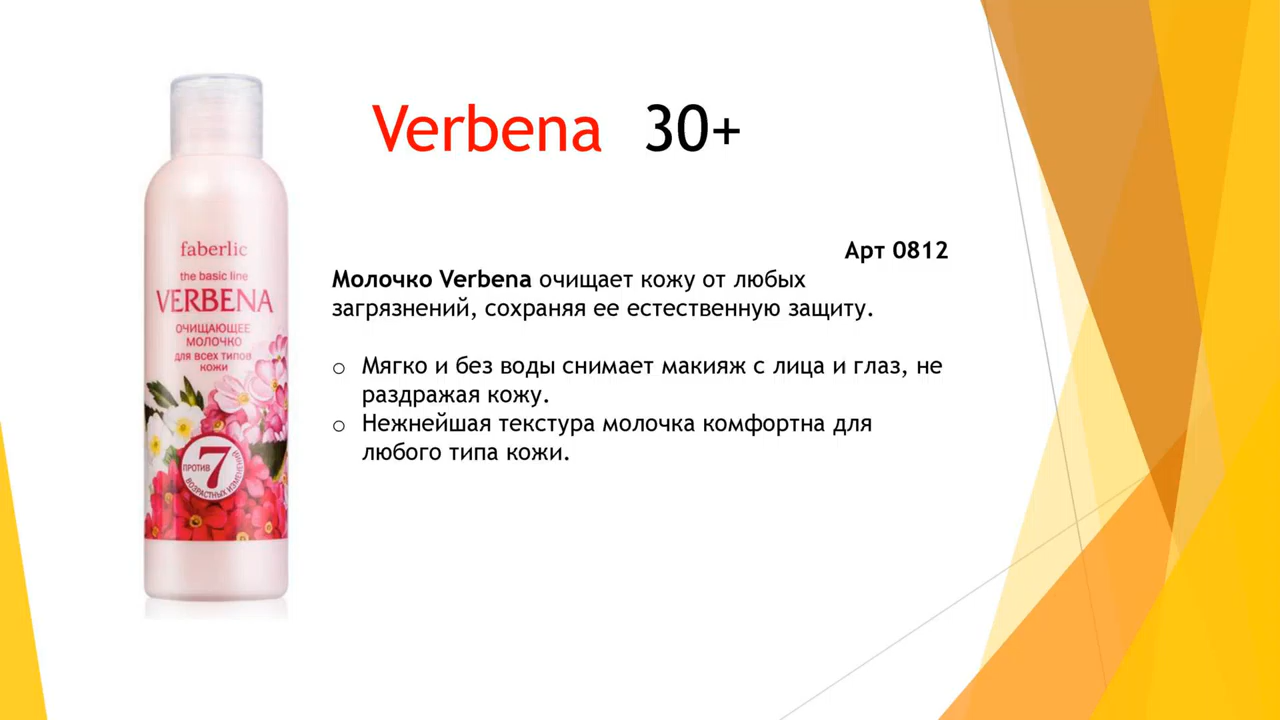 Verbena 30+
Арт 0812
Молочко Verbena очищает кожу от любых
загрязнений, сохраняя ее естественную защиту.
o Мягко и без воды снимает макияж с лица и глаз, не
раздражая кожу.
o Нежнейшая текстура молочка комфортна для
любого типа кожи.
faberlic
the basic line
VERBENA
ОЧИЩАЮЩЕЕ
МОЛОЧКО
ДЛЯ ВСЕХ ТИПОВ
КОЖИ
ПРОТИВ 7
ВОЗРАСТНЫХ ИЗМЕНЕНИЙ